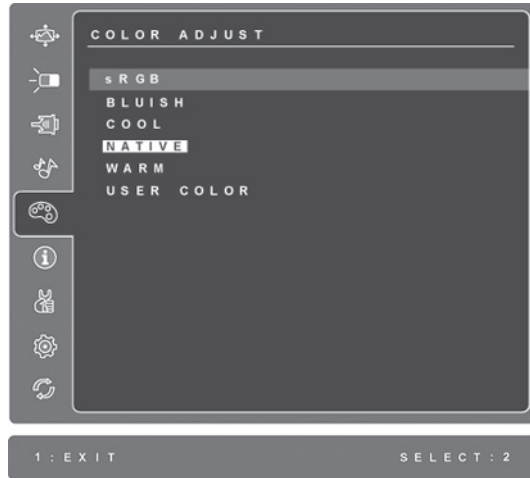 COLOR ADJUST
sRGB
BLUISH
COOL
NATIVE
WARM
USER COLOR
1:EXIT SELECT:2